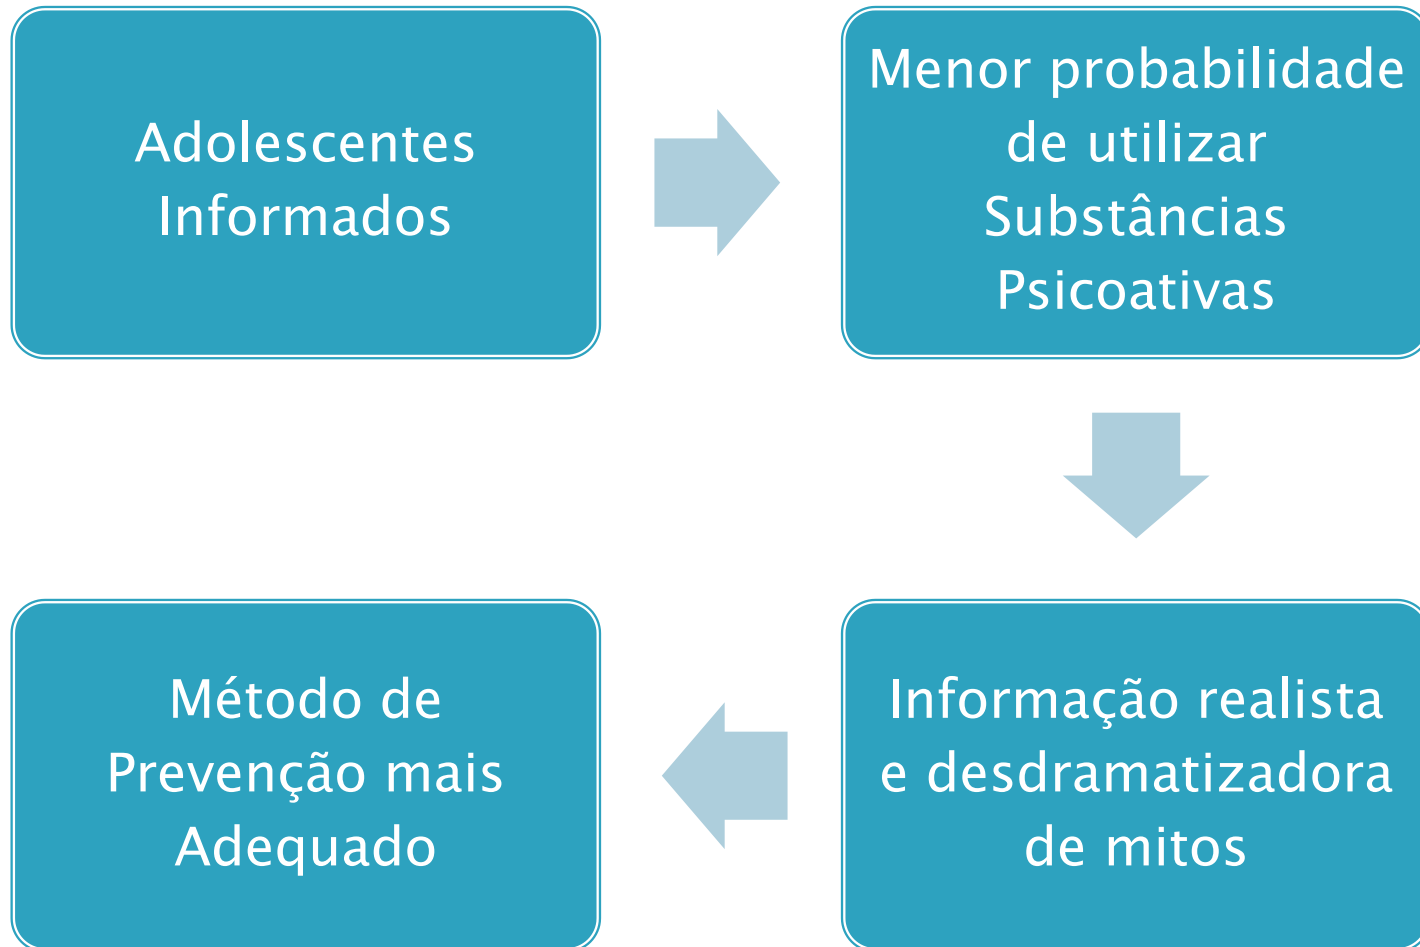 Adolescentes
Informados
Menor probabilidade
de utilizar
Substâncias
Psicoativas
Informação realista
e desdramatizadora
de mitos
Método de
Prevenção mais
Adequado